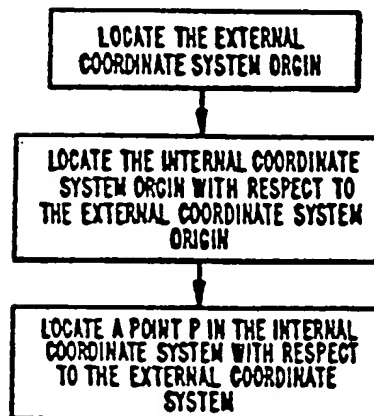 LOCATE THE EXTERNAL
COORDINATE SYSTEM ORGIN
LOCATE THE INTERNAL COORDINATE
SYSTEM ORGIN WITH RESPECT TO
THE EXTERNAL COORDINATE SYSTEM
ORIGIN
LOCATE A POINT P IN THE INTERNAL
COORDINATE SYSTEM WITH RESPECT
TO THE EXTERNAL COORDINATE
SYSTEM